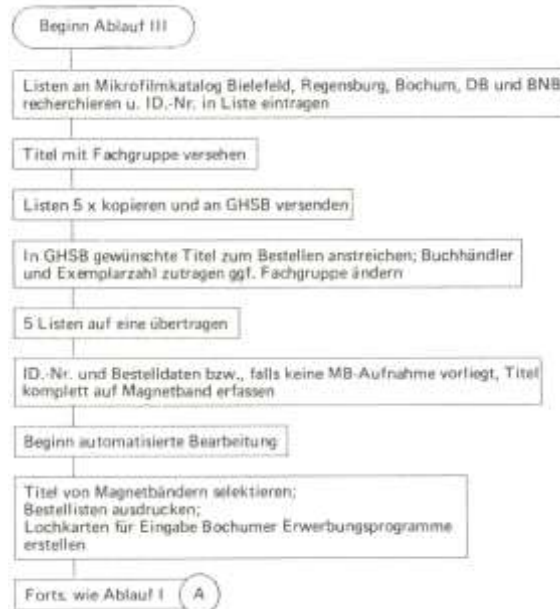 Beginn Ablauf III
Listen an Mikrofilmkatalog Bielefeld, Regensburg, Bochum, DB und BNB
recherchieren u. ID.-Nr. in Liste eintragen
Titel mit Fachgruppe versehen
Listen 5 x kopieren und an GHSB versenden
In GHSB gewünschte Titel zum Bestellen anstreichen; Buchhändler
und Exemplarzahl zutragen ggf. Fachgruppe ändern
5 Listen auf eine übertragen
ID.-Nr. und Bestelldaten bzw., falls keine MB-Aufnahme vorliegt, Titel
komplett auf Magnetband erfassen
Beginn automatisierte Bearbeitung
Titel von Magnetbändern selektieren;
Bestellisten ausdrucken;
Lochkarten für Eingabe Bochumer Erwerbungsprogramme
erstellen
Forts. wie Ablauf I A